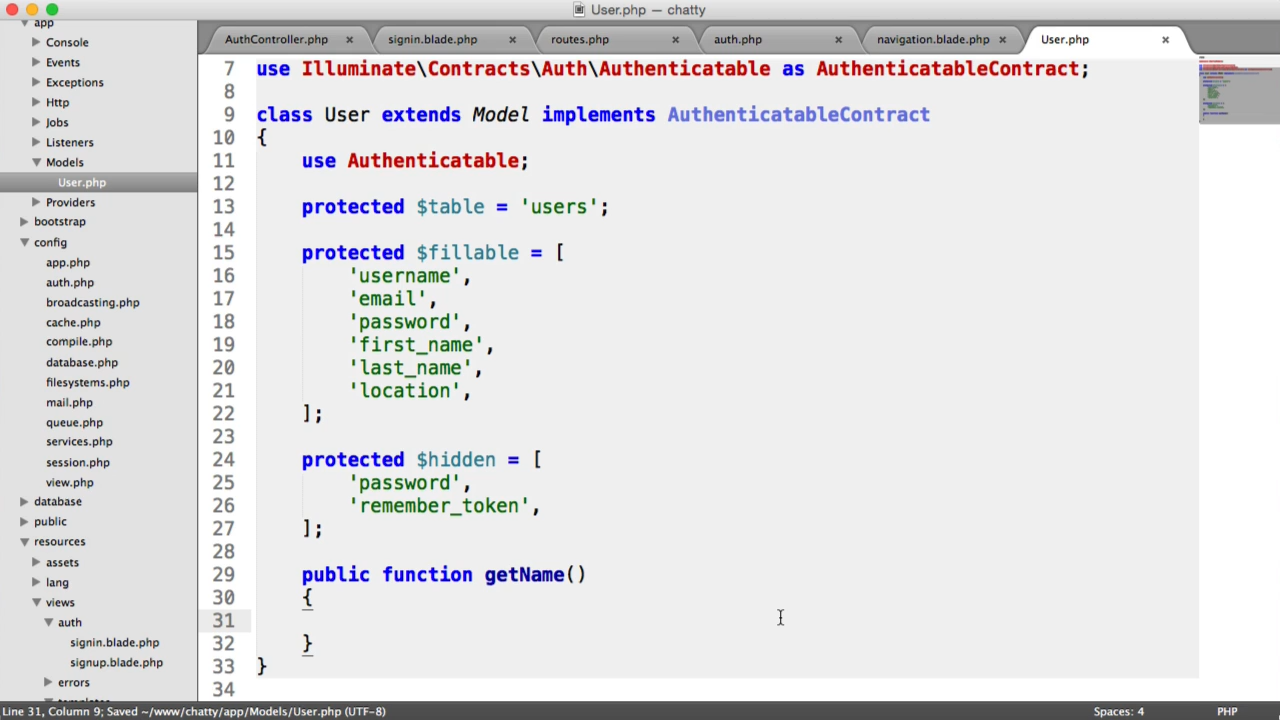 User.php — chatty
app
Console
Events
Exceptions
Http
Jobs
Listeners
Models
User.php
Providers
bootstrap
config
app.php
auth.php
broadcasting.php
cache.php
compile.php
database.php
filesystems.php
mail.php
queue.php
services.php
session.php
view.php
database
public
resources
assets
lang
views
auth
signin.blade.php
signup.blade.php
errors
templates
AuthController.php × signin.blade.php × routes.php × auth.php × navigation.blade.php × User.php ×
7 use Illuminate\Contracts\Auth\Authenticatable as AuthenticatableContract;
8
9 class User extends Model implements AuthenticatableContract
10 {
11 use Authenticatable;
12
13 protected $table = 'users';
14
15 protected $fillable = [
16 'username',
17 'email',
18 'password',
19 'first_name',
20 'last_name',
21 'location',
22 ];
23
24 protected $hidden = [
25 'password',
26 'remember_token',
27 ];
28
29 public function getName()
30 {
31
32 }
33 }
34
Line 31, Column 9; Saved ~/www/chatty/app/Models/User.php (UTF-8) Spaces: 4 PHP